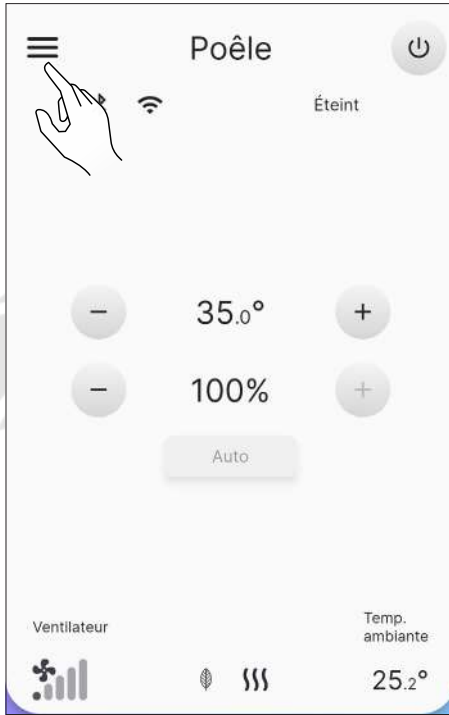 Poêle
Éteint
− 35.0° +
− 100% +
Auto
Ventilateur
Temp.
ambiante
25.2°